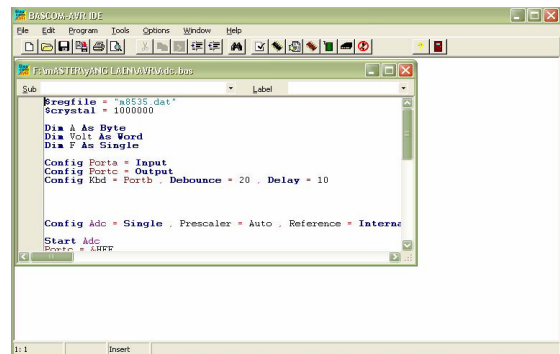 BASCOM-AVR IDE
File Edit Program Tools Options Window Help
F:\mASTER\yANG LAEN\AVR\Adc.bas
Sub Label
$regfile = "m8535.dat"
$crystal = 1000000
Dim A As Byte
Dim Volt As Word
Dim F As Single
Config Porta = Input
Config Portc = Output
Config Kbd = Portb , Debounce = 20 , Delay = 10
Config Adc = Single , Prescaler = Auto , Reference = Interna
Start Adc
Portc = &HFF
1: 1 Insert